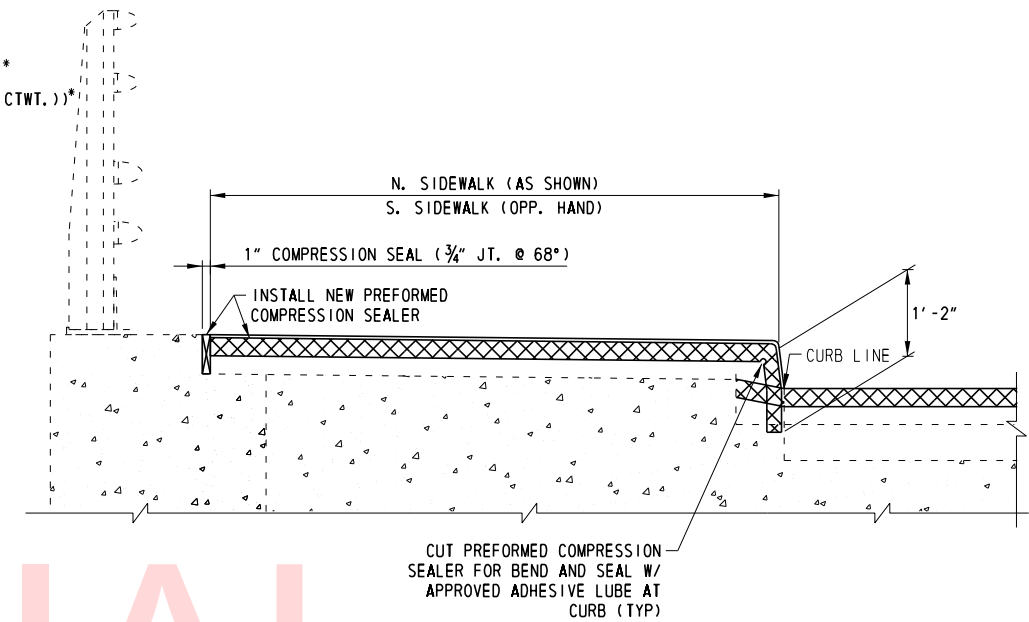 *
CTWT.))*
N. SIDEWALK (AS SHOWN)
S. SIDEWALK (OPP. HAND)
1" COMPRESSION SEAL (¾" JT. @ 68°)
INSTALL NEW PREFORMED
COMPRESSION SEALER
1'-2"
CURB LINE
CUT PREFORMED COMPRESSION
SEALER FOR BEND AND SEAL W/
APPROVED ADHESIVE LUBE AT
CURB (TYP)